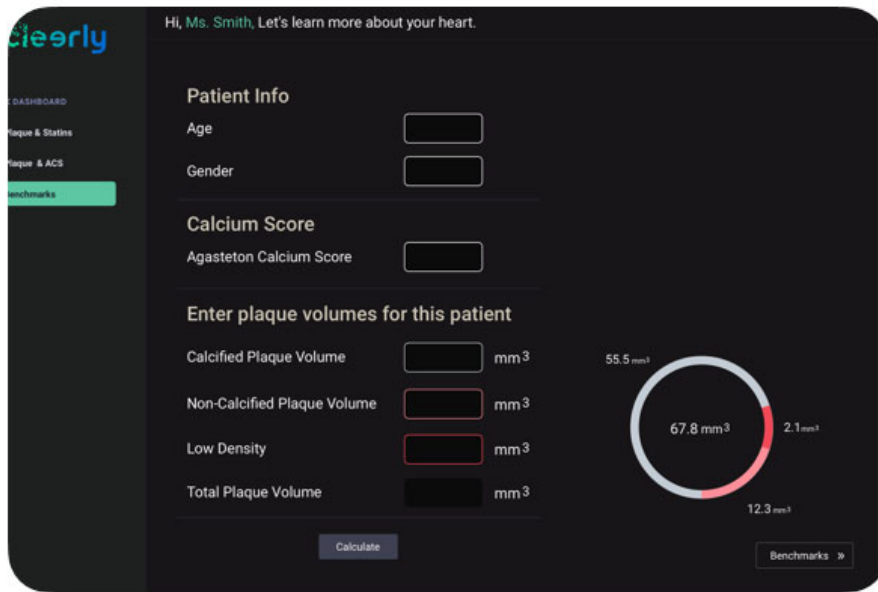 cleerly
Hi, Ms. Smith, Let's learn more about your heart.
DASHBOARD
Plaque & Statins
Plaque & ACS
Benchmarks
Patient Info
Age
Gender
Calcium Score
Agasteton Calcium Score
Enter plaque volumes for this patient
Calcified Plaque Volume mm3
Non-Calcified Plaque Volume mm3
Low Density mm3
Total Plaque Volume mm3
Calculate
55.5 mm3
67.8 mm3
2.1 mm3
12.3 mm3
Benchmarks »